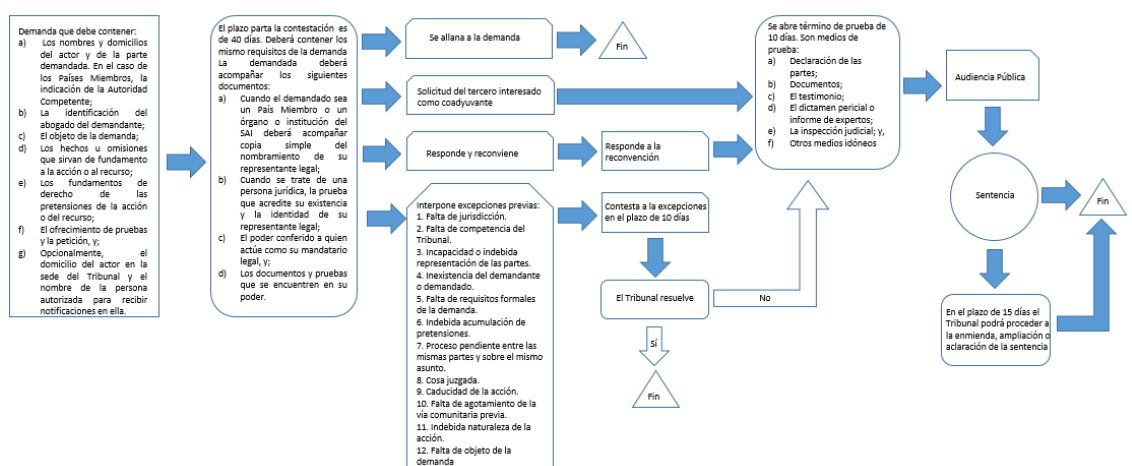 Demanda que debe contener:
a) Los nombres y domicilios
del actor y de la parte
demandada. En el caso de
los Países Miembros, la
indicación de la Autoridad
Competente;
b) La identificación del
abogado del demandante;
c) El objeto de la demanda;
d) Los hechos u omisiones
que sirvan de fundamento
a la acción o al recurso;
e) Los fundamentos de
derecho de las
pretensiones de la acción
o del recurso;
f) El ofrecimiento de pruebas
y la petición, y;
g) Opcionalmente, el
domicilio del actor en la
sede del Tribunal y el
nombre de la persona
autorizada para recibir
notificaciones en ella.
El plazo parta la contestación es
de 40 días. Deberá contener los
mismo requisitos de la demanda
La demandada deberá
acompañar los siguientes
documentos:
a) Cuando el demandado sea
un País Miembro o un
órgano o institución del
SAI deberá acompañar
copia simple del
nombramiento de su
representante legal;
b) Cuando se trate de una
persona jurídica, la prueba
que acredite su existencia
y la identidad de su
representante legal;
c) El poder conferido a quien
actúe como su mandatario
legal, y;
d) Los documentos y pruebas
que se encuentren en su
poder.
Se allana a la demanda
Fin
Solicitud del tercero interesado
como coadyuvante
Responde y reconviene
Responde a la
reconvención
Interpone excepciones previas:
1. Falta de jurisdicción.
2. Falta de competencia del
Tribunal.
3. Incapacidad o indebida
representación de las partes.
4. Inexistencia del demandante
o demandado.
5. Falta de requisitos formales
de la demanda.
6. Indebida acumulación de
pretensiones.
7. Proceso pendiente entre las
mismas partes y sobre el mismo
asunto.
8. Cosa juzgada.
9. Caducidad de la acción.
10. Falta de agotamiento de la
vía comunitaria previa.
11. Indebida naturaleza de la
acción.
12. Falta de objeto de la
demanda
Contesta a la excepciones
en el plazo de 10 días
El Tribunal resuelve
No
Sí
Fin
Se abre término de prueba de
10 días. Son medios de
prueba:
a) Declaración de las
partes;
b) Documentos;
c) El testimonio;
d) El dictamen pericial o
informe de expertos;
e) La inspección judicial; y,
f) Otros medios idóneos
Audiencia Pública
Sentencia
Fin
En el plazo de 15 días el
Tribunal podrá proceder a
la enmienda, ampliación o
aclaración de la sentencia